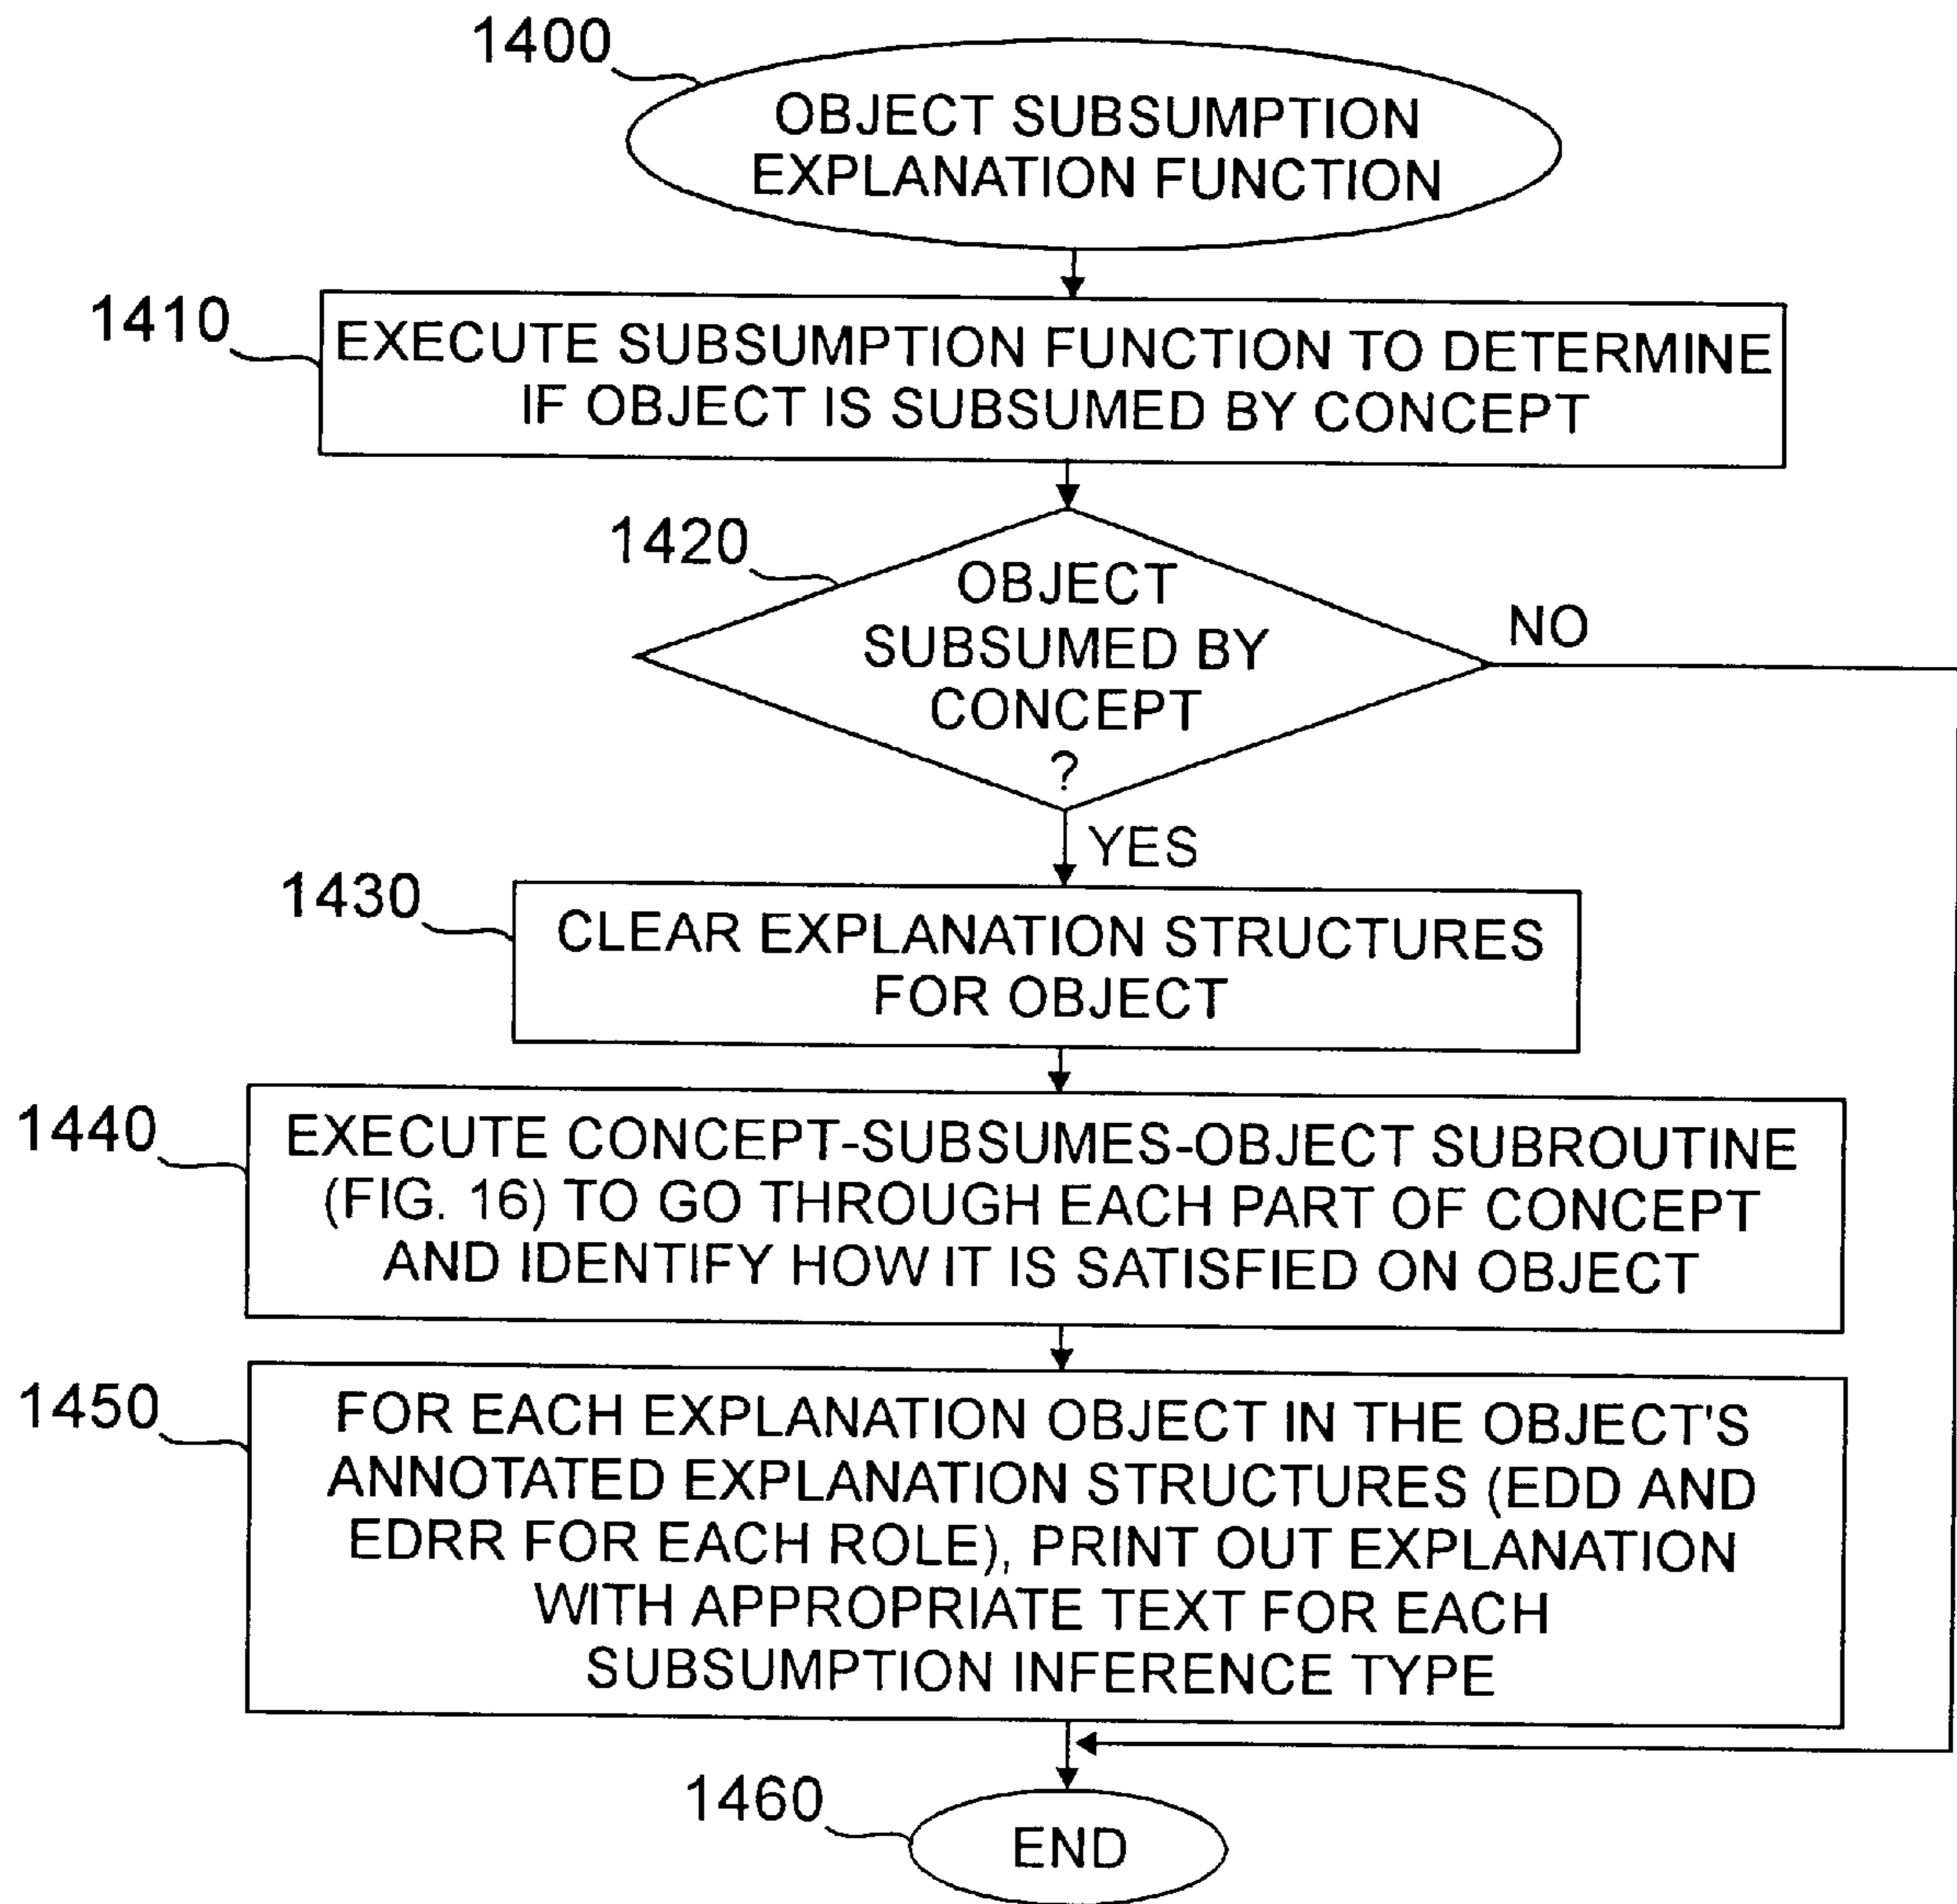 1400
OBJECT SUBSUMPTION
EXPLANATION FUNCTION
1410
EXECUTE SUBSUMPTION FUNCTION TO DETERMINE
IF OBJECT IS SUBSUMED BY CONCEPT
1420
OBJECT
SUBSUMED BY
CONCEPT
?
NO
YES
1430
CLEAR EXPLANATION STRUCTURES
FOR OBJECT
1440
EXECUTE CONCEPT-SUBSUMES-OBJECT SUBROUTINE
(FIG. 16) TO GO THROUGH EACH PART OF CONCEPT
AND IDENTIFY HOW IT IS SATISFIED ON OBJECT
1450
FOR EACH EXPLANATION OBJECT IN THE OBJECT'S
ANNOTATED EXPLANATION STRUCTURES (EDD AND
EDRR FOR EACH ROLE), PRINT OUT EXPLANATION
WITH APPROPRIATE TEXT FOR EACH
SUBSUMPTION INFERENCE TYPE
1460
END